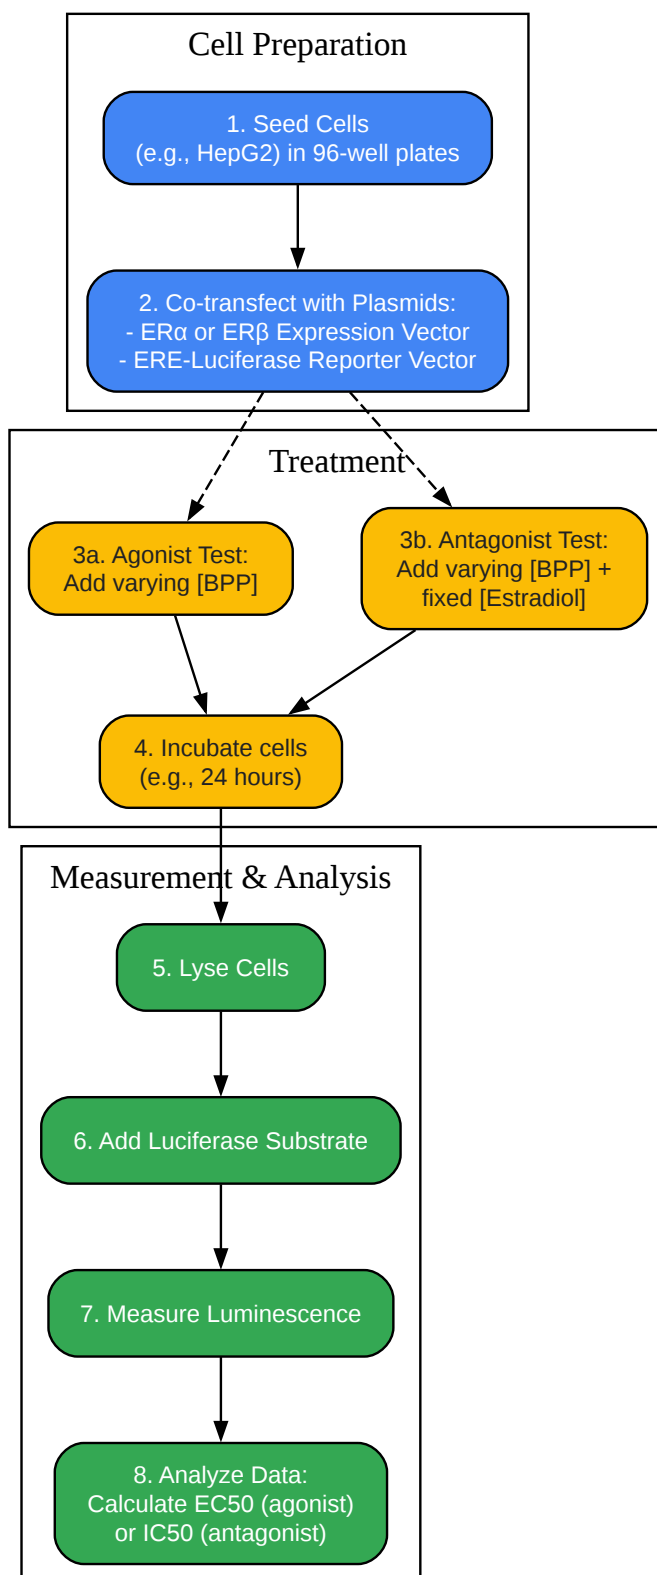 Cell Preparation
1. Seed Cells
(e.g., HepG2) in 96-well plates
2. Co-transfect with Plasmids:
- ERα or ERβ Expression Vector
- ERE-Luciferase Reporter Vector
Treatment
3a. Agonist Test:
Add varying [BPP]
3b. Antagonist Test:
Add varying [BPP] +
fixed [Estradiol]
4. Incubate cells
(e.g., 24 hours)
Measurement & Analysis
5. Lyse Cells
6. Add Luciferase Substrate
7. Measure Luminescence
8. Analyze Data:
Calculate EC50 (agonist)
or IC50 (antagonist)